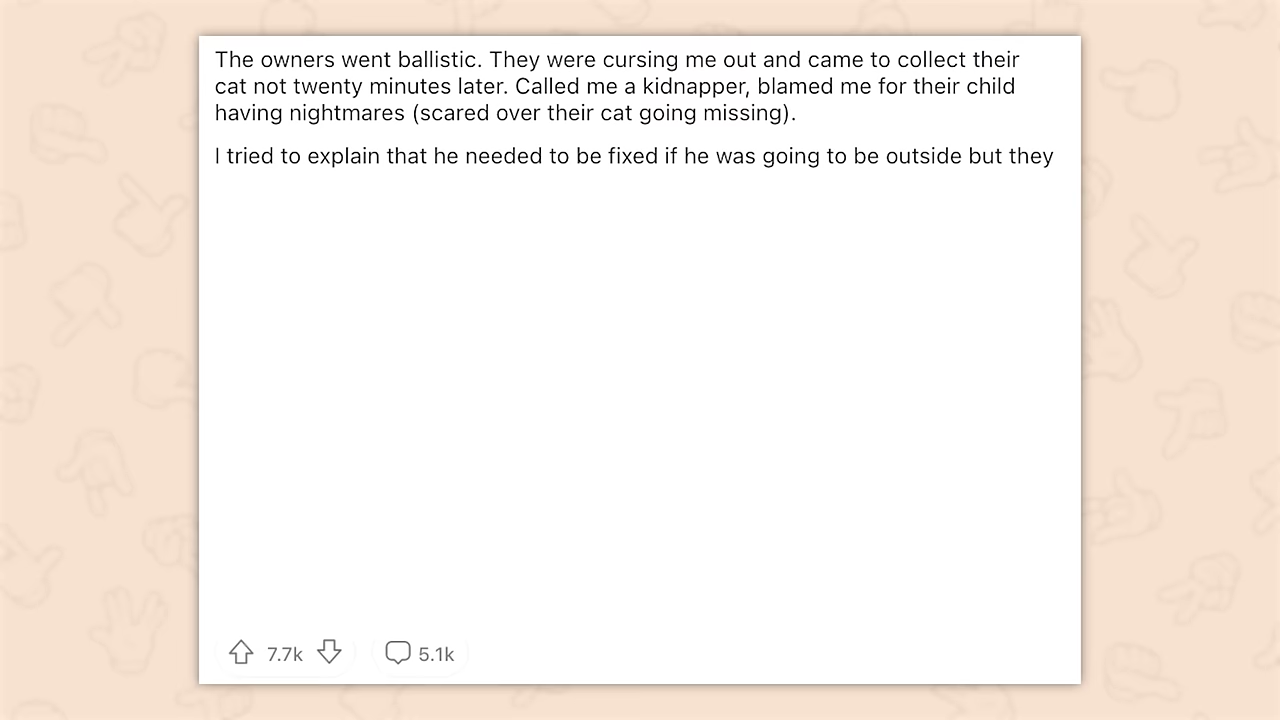 The owners went ballistic. They were cursing me out and came to collect their
cat not twenty minutes later. Called me a kidnapper, blamed me for their child
having nightmares (scared over their cat going missing).
I tried to explain that he needed to be fixed if he was going to be outside but they
7.7k 5.1k